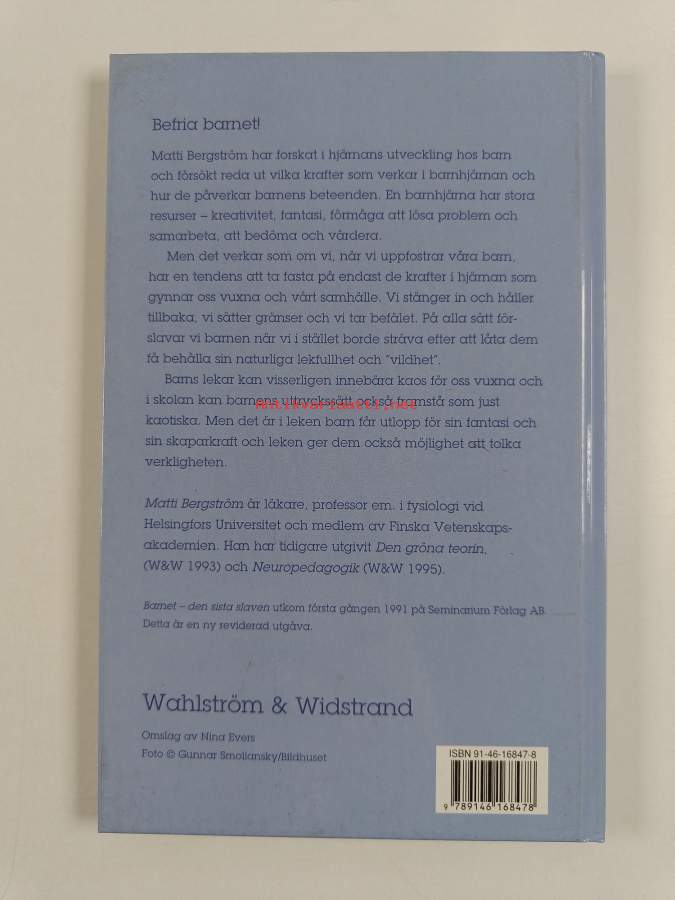 Befria barnet!
Matti Bergström har forskat i hjärnans utveckling hos barn
och försökt reda ut vilka krafter som verkar i barnhjärnan och
hur de påverkar barnens beteenden. En barnhjärna har stora
resurser – kreativitet, fantasi, förmåga att lösa problem och
samarbeta, att bedöma och värdera.
Men det verkar som om vi, när vi uppfostrar våra barn,
har en tendens att ta fasta på endast de krafter i hjärnan som
gynnar oss vuxna och vårt samhälle. Vi stänger in och håller
tillbaka, vi sätter gränser och vi tar befälet. På alla sätt för-
slavar vi barnen när vi i stället borde sträva efter att låta dem
få behålla sin naturliga lekfullhet och "vildhet".
Barns lekar kan visserligen innebära kaos för oss vuxna och
i skolan kan barnens uttryckssätt också framstå som just
antikvariaatti.net
kaotiska. Men det är i leken barn får utlopp för sin fantasi och
sin skaparkraft och leken ger dem också möjlighet att tolka
verkligheten.
Matti Bergström är läkare, professor em. i fysiologi vid
Helsingfors Universitet och medlem av Finska Vetenskaps-
akademien. Han har tidigare utgivit Den gröna teorin,
(W&W 1993) och Neuropedagogik (W&W 1995).
Barnet – den sista slaven utkom första gången 1991 på Seminarium Förlag AB.
Detta är en ny reviderad utgåva.
Wahlström & Widstrand
Omslag av Nina Evers
Foto © Gunnar Smoliansky/Bildhuset
ISBN 91-46-16847-8
9 789146 168478